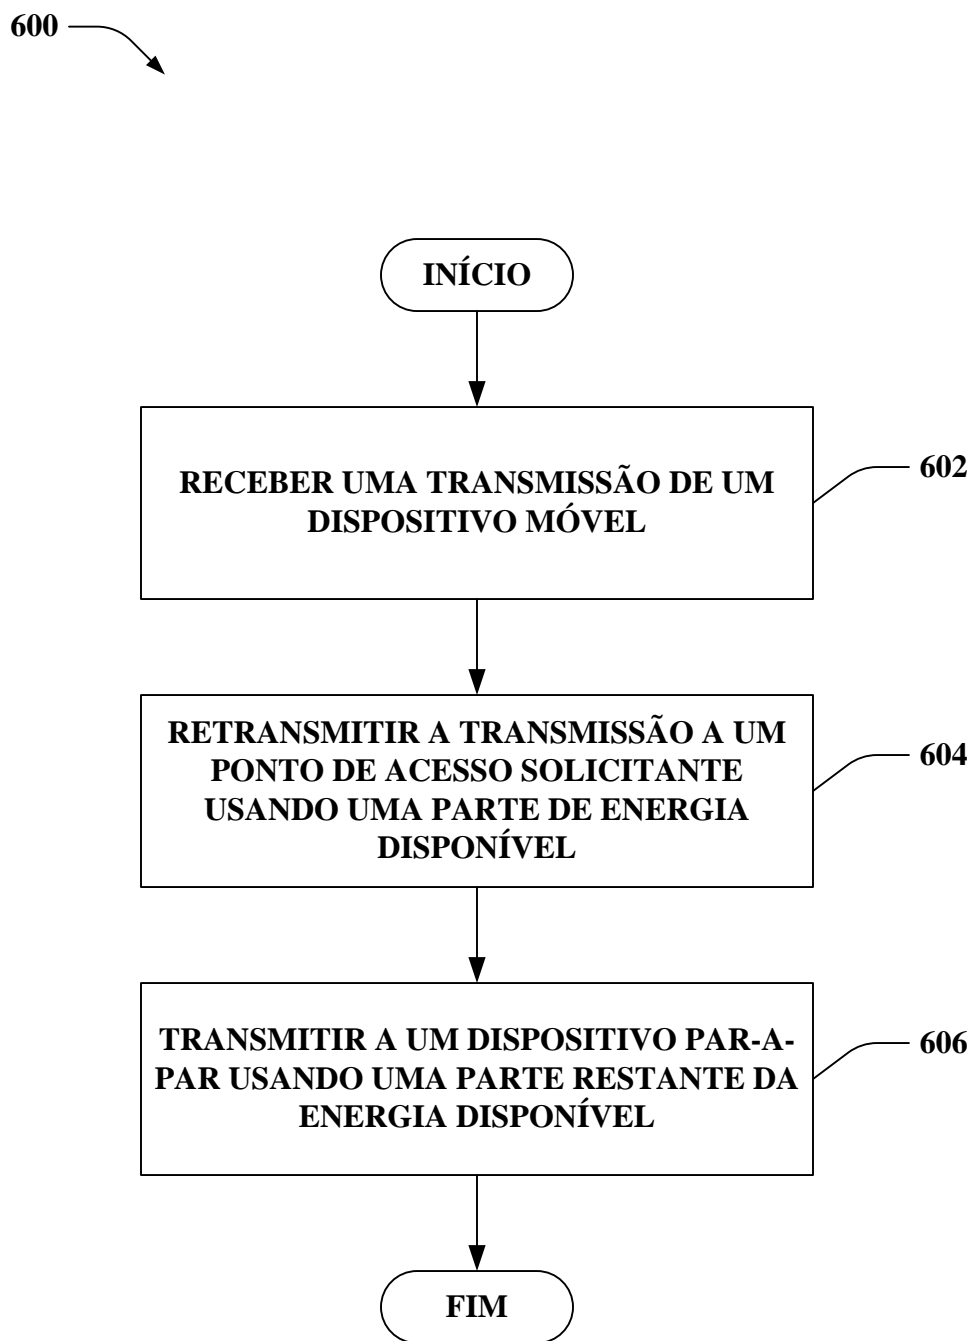 600
INÍCIO
RECEBER UMA TRANSMISSÃO DE UM
DISPOSITIVO MÓVEL
602
RETRANSMITIR A TRANSMISSÃO A UM
PONTO DE ACESSO SOLICITANTE
USANDO UMA PARTE DE ENERGIA
DISPONÍVEL
604
TRANSMITIR A UM DISPOSITIVO PAR-A-
PAR USANDO UMA PARTE RESTANTE DA
ENERGIA DISPONÍVEL
606
FIM